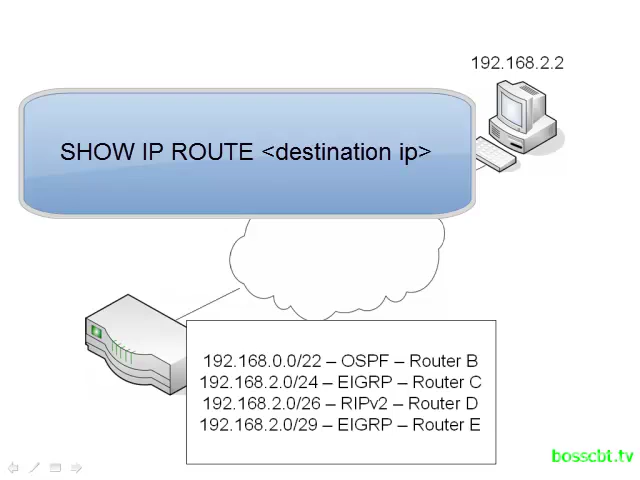 192.168.2.2
SHOW IP ROUTE <destination ip>
192.168.0.0/22 – OSPF – Router B
192.168.2.0/24 – EIGRP – Router C
192.168.2.0/26 – RIPv2 – Router D
192.168.2.0/29 – EIGRP – Router E
bosscbt.tv